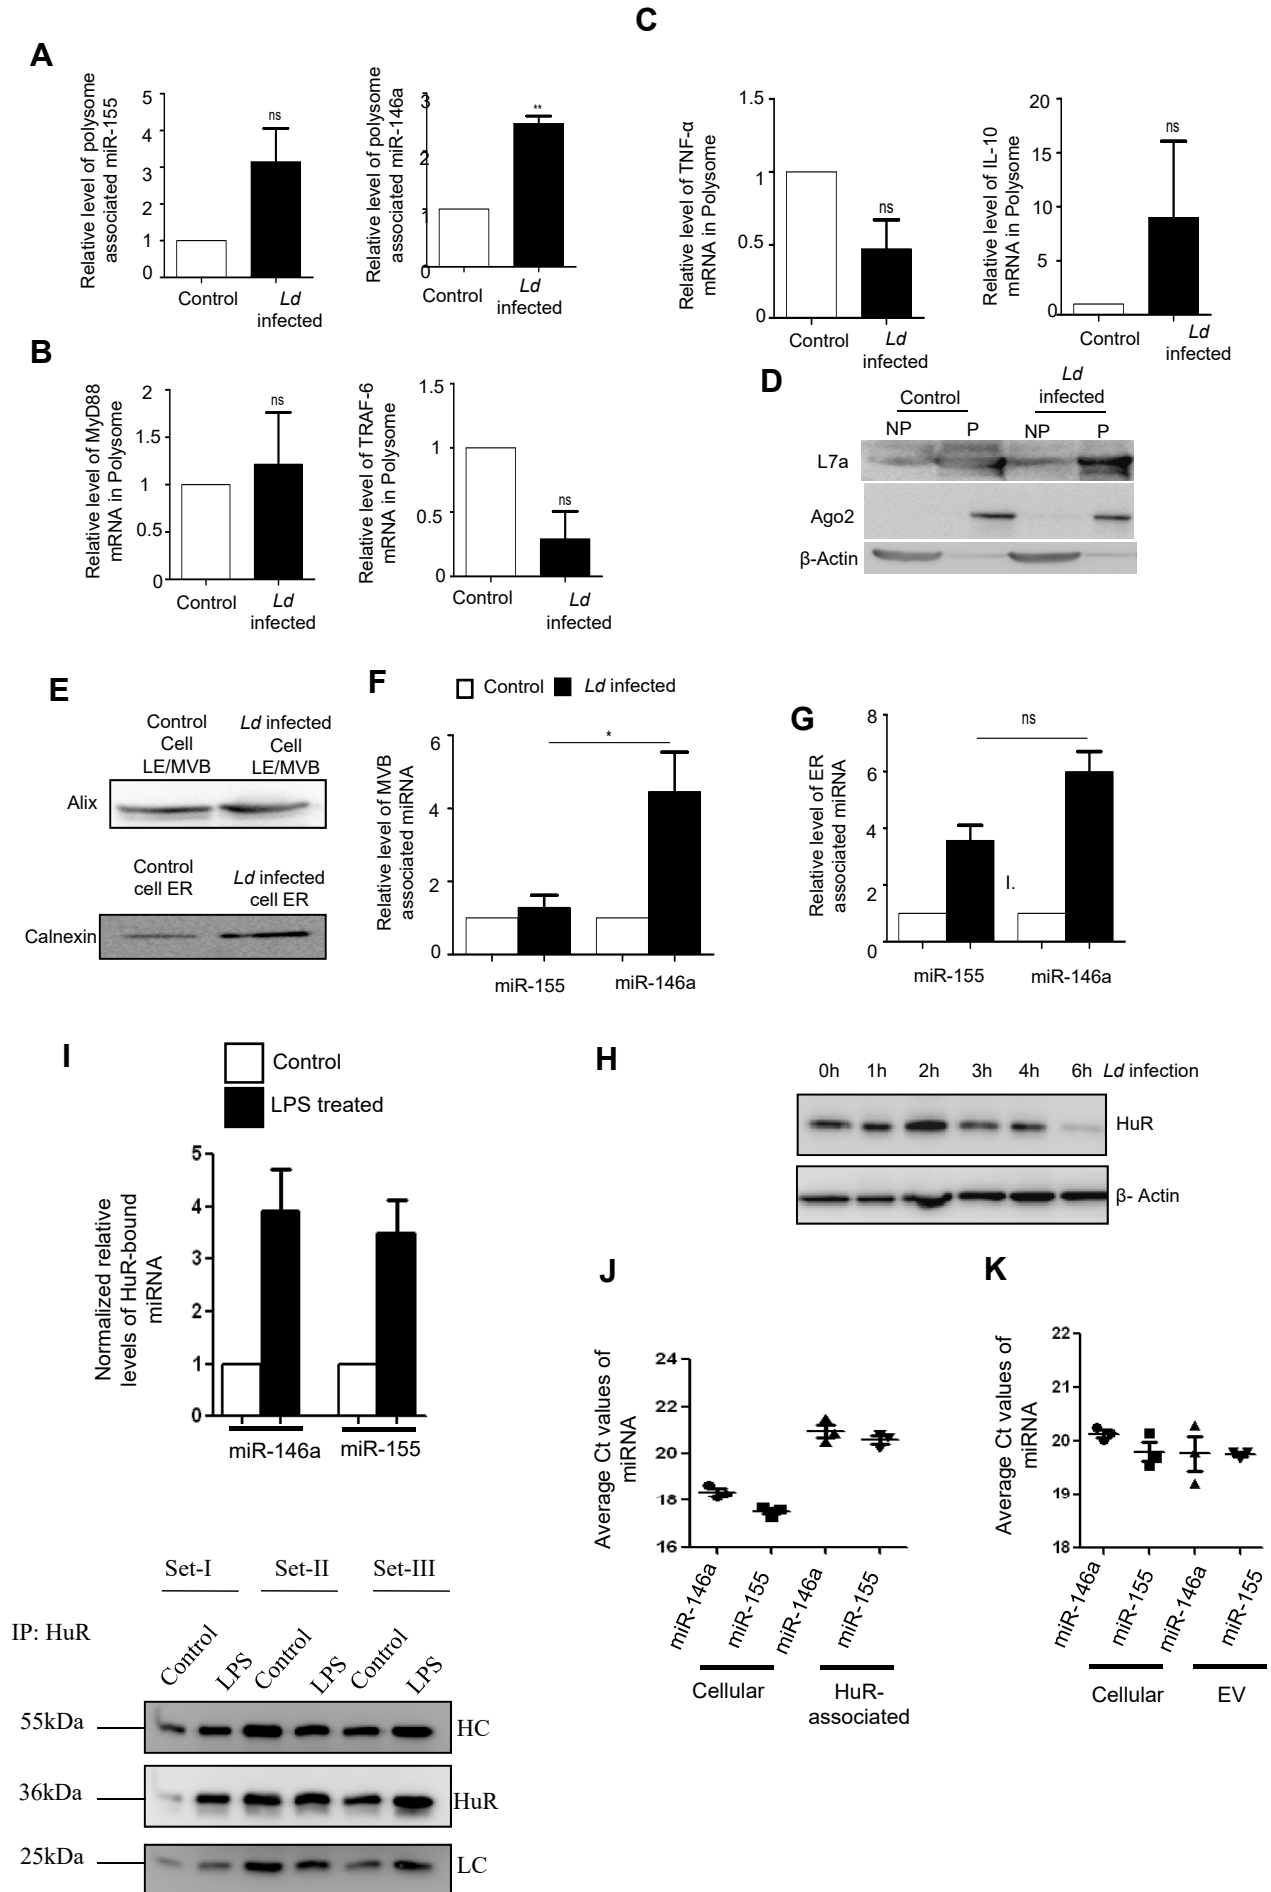 C
A
Relative level of polysome
associated miR-155
5
4
3
2
1
0
ns
Control
Ld
infected
Relative level of polysome
associated miR-146a
3
2
1
0
**
Control
Ld
infected
Relative level of TNF-α
mRNA in Polysome
1.5
1
0.5
0
ns
Control
Ld
infected
Relative level of IL-10
mRNA in Polysome
20
15
10
5
0
ns
Control
Ld
infected
B
Relative level of MyD88
mRNA in Polysome
2
1.5
1
0.5
0
ns
Control
Ld
infected
Relative level of TRAF-6
mRNA in Polysome
1.5
1
0.5
0
ns
Control
Ld
infected
D
Control
Ld
infected
NP P NP P
L7a
Ago2
β-Actin
E
Control
Cell
LE/MVB
Ld infected
Cell
LE/MVB
Alix
Control
cell ER
Ld infected
cell ER
Calnexin
F
Control Ld infected
Relative level of MVB
associated miRNA
6
4
2
0
*
miR-155 miR-146a
G
Relative level of ER
associated miRNA
8
6
4
2
0
ns
I.
miR-155 miR-146a
I
Control
LPS treated
Normalized relative
levels of HuR-bound
miRNA
5
4
3
2
1
0
miR-146a miR-155
H
0h 1h 2h 3h 4h 6h Ld infection
HuR
β- Actin
J
Average Ct values of
miRNA
24
22
20
18
16
miR-146a miR-155 miR-146a miR-155
Cellular
HuR-
associated
K
Average Ct values of
miRNA
22
21
20
19
18
miR-146a miR-155 miR-146a miR-155
Cellular EV
Set-I Set-II Set-III
IP: HuR
Control LPS Control LPS Control LPS
55kDa HC
36kDa HuR
25kDa LC